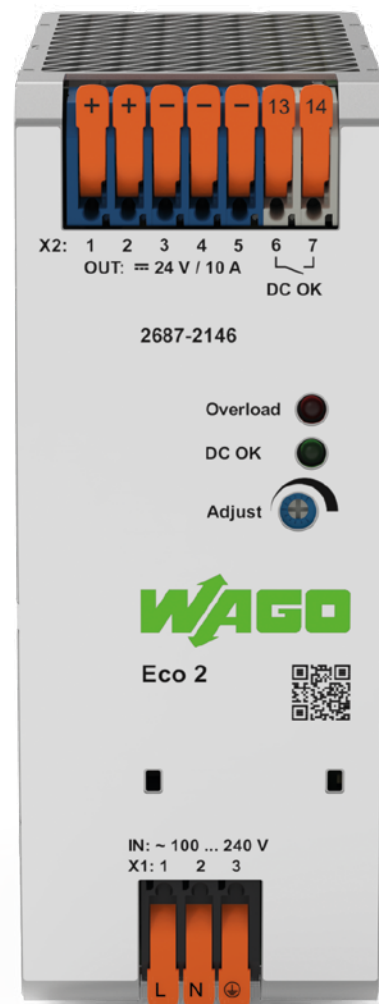 + + − − − 13 14
X2: 1 2 3 4 5 6 7
OUT: ⎓ 24 V / 10 A
DC OK
2687-2146
Overload
DC OK
Adjust
WAGO
Eco 2
IN: ~ 100 ... 240 V
X1: 1 2 3
L N ⏚